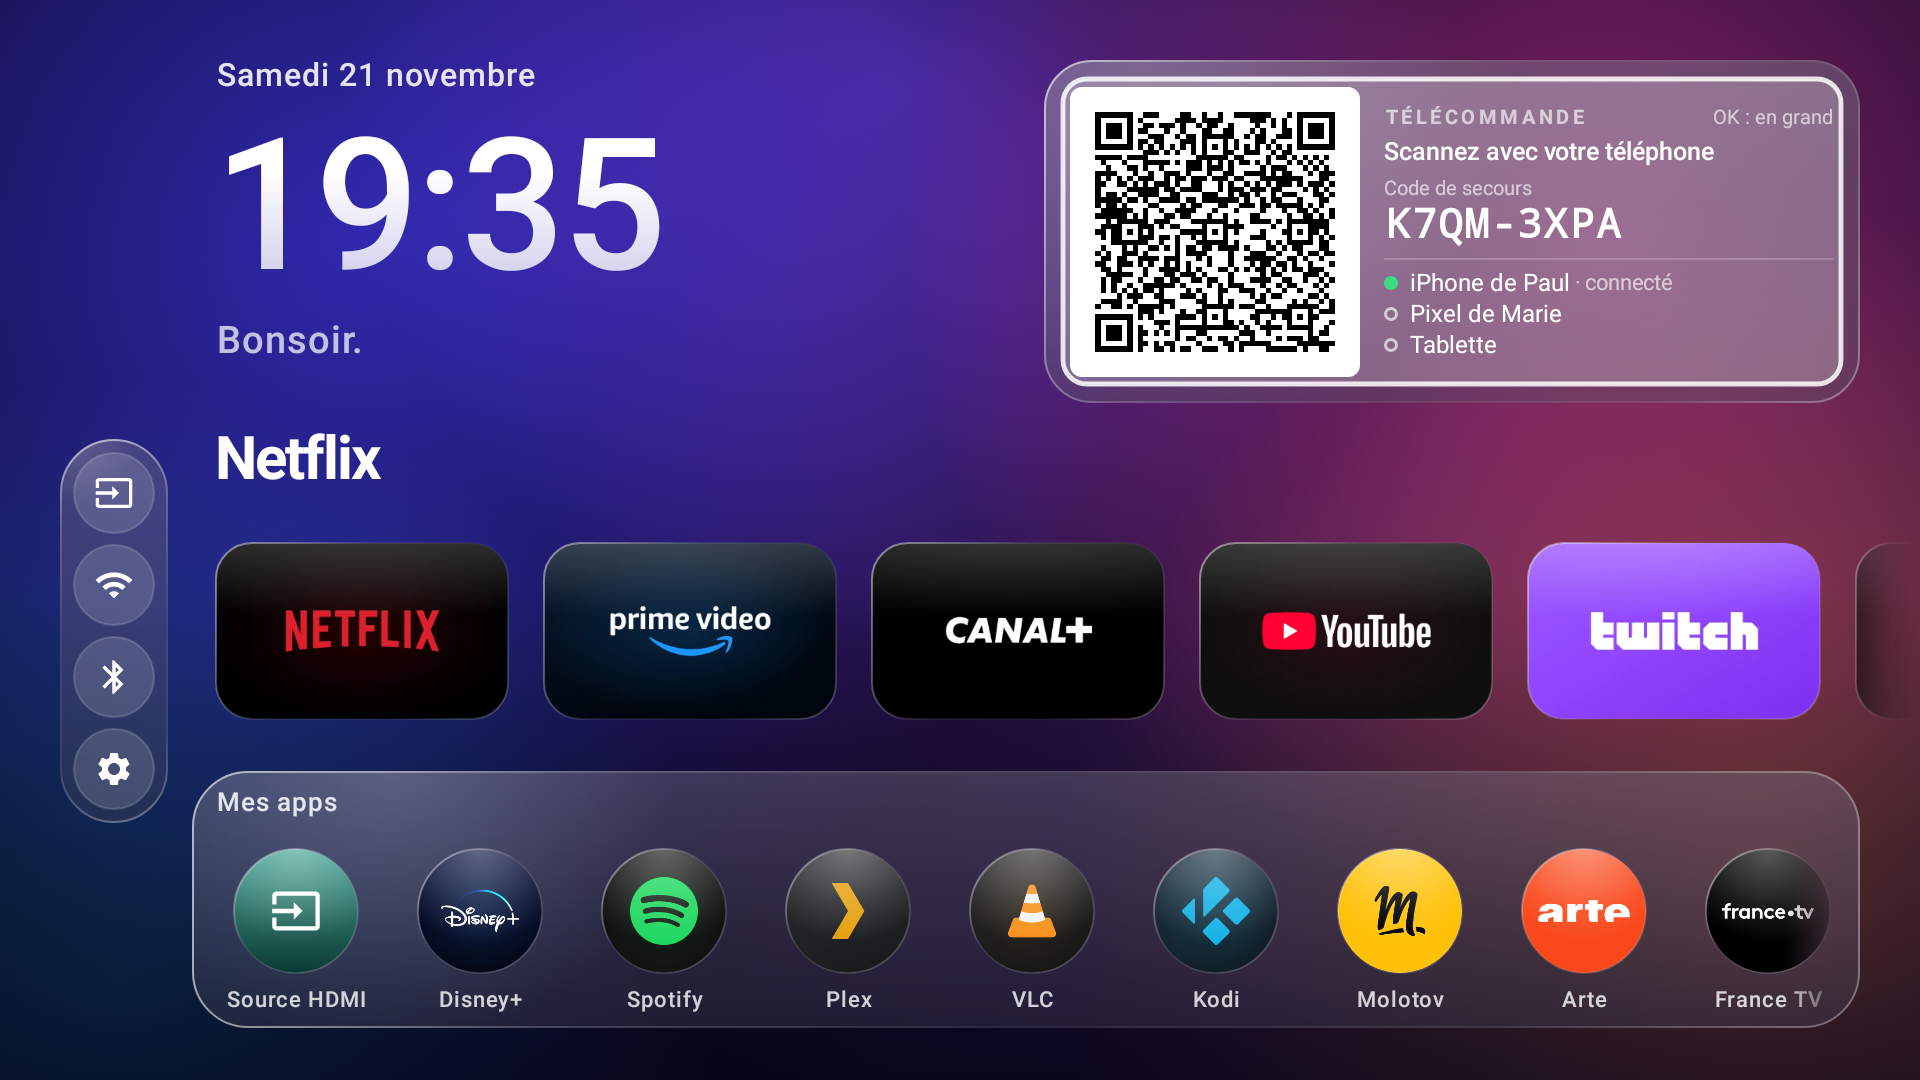 Samedi 21 novembre
19:35
Bonsoir.
TÉLÉCOMMANDE
OK : en grand
Scannez avec votre téléphone
Code de secours
K7QM-3XPA
iPhone de Paul · connecté
Pixel de Marie
Tablette
Netflix
NETFLIX
prime video
CANAL+
YouTube
twitch
Mes apps
Disney+
M.
arte
france•tv
Source HDMI
Disney+
Spotify
Plex
VLC
Kodi
Molotov
Arte
France TV